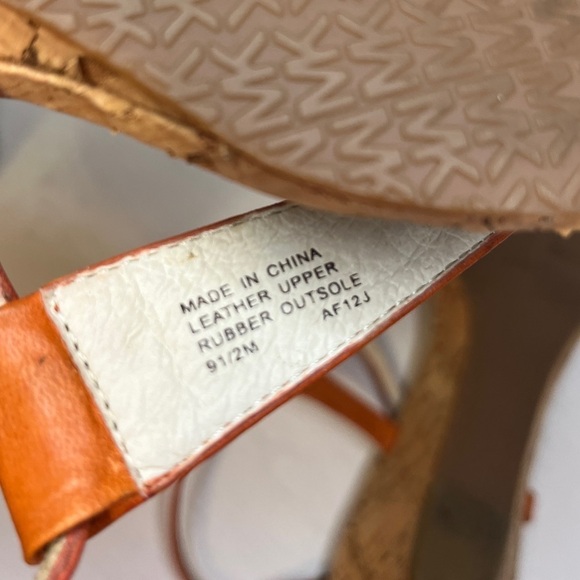 MADE IN CHINA
LEATHER UPPER
RUBBER OUTSOLE
91/2M AF12J